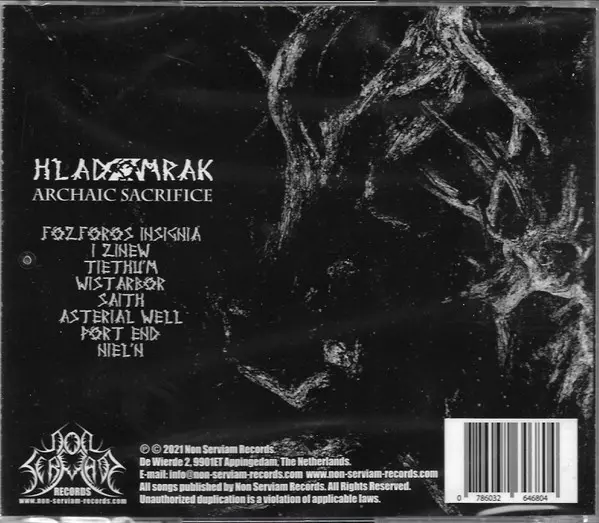 HLADOMRAK
ARCHAIC SACRIFICE
FOZFOROS INSIGNIA
I ZINEW
TIETHU'M
WISTARBOR
SAITH
ASTERIAL WELL
PORT END
NIEL'N
NON SERVIAM
RECORDS
www.non-serviam-records.com
℗ © 2021 Non Serviam Records.
De Wierde 2, 9901ET Appingedam, The Netherlands.
E-mail: info@non-serviam-records.com www.non-serviam-records.com
All songs published by Non Serviam Records. All Rights Reserved.
Unauthorized duplication is a violation of applicable laws.
0 786032 646804